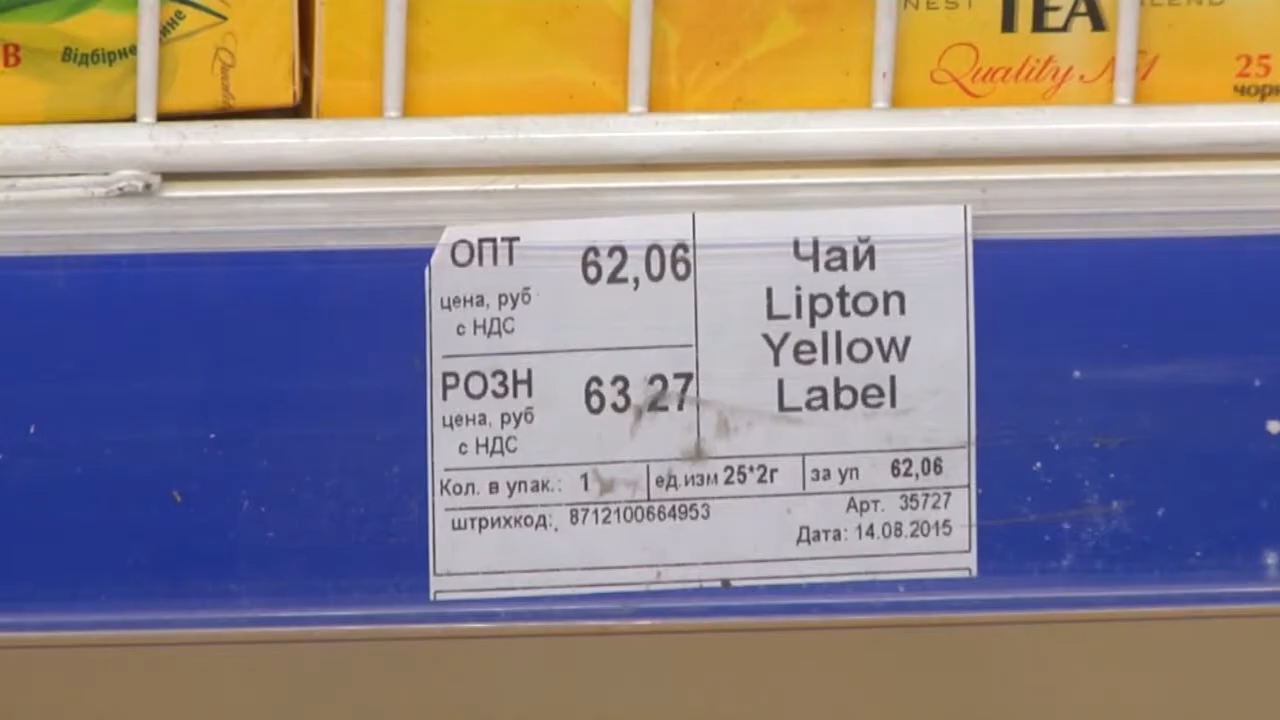 В
Відбірне
Quality
NEST
TEA
BLEND
Quality №1
25
ОПТ 62,06
цена, руб
с НДС
РОЗН 63,27
цена, руб
с НДС
Чай
Lipton
Yellow
Label
Кол. в упак.: 1 ед.изм 25*2г за уп 62,06
штрихкод: 8712100664953
Арт. 35727
Дата: 14.08.2015